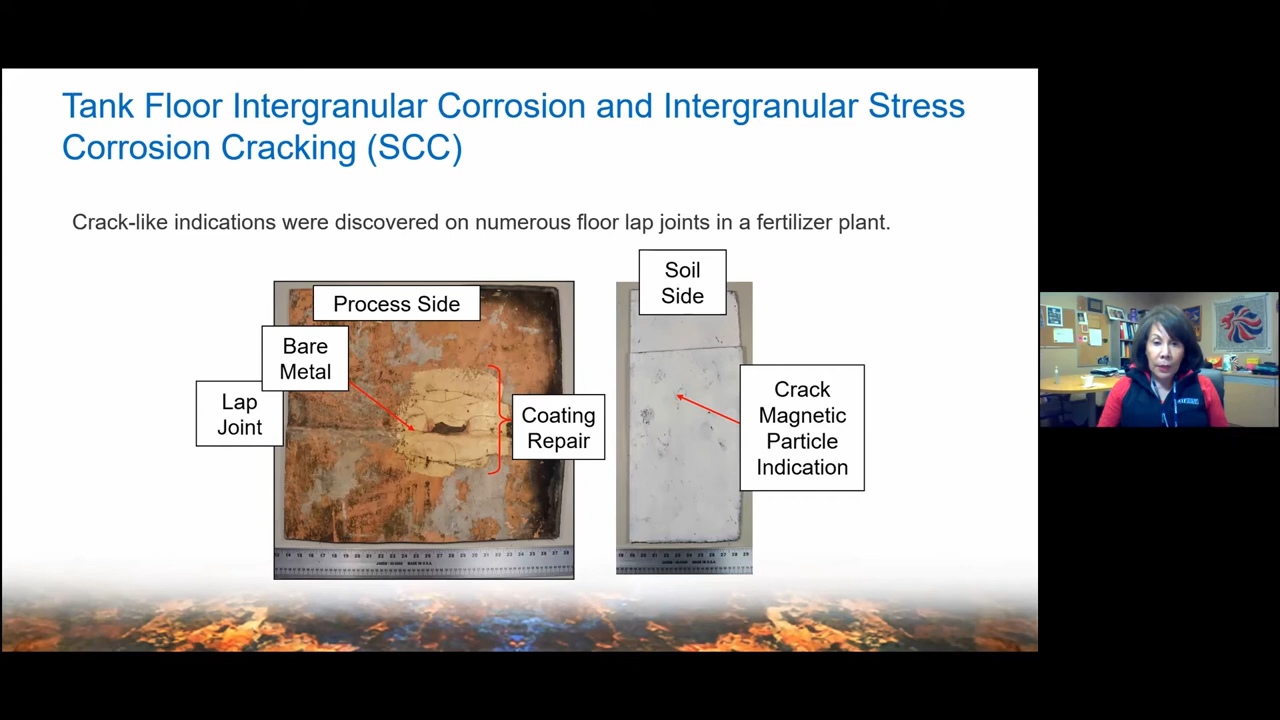 Tank Floor Intergranular Corrosion and Intergranular Stress
Corrosion Cracking (SCC)
Crack-like indications were discovered on numerous floor lap joints in a fertilizer plant.
Process Side
Bare
Metal
Lap
Joint
Coating
Repair
Soil
Side
Crack
Magnetic
Particle
Indication